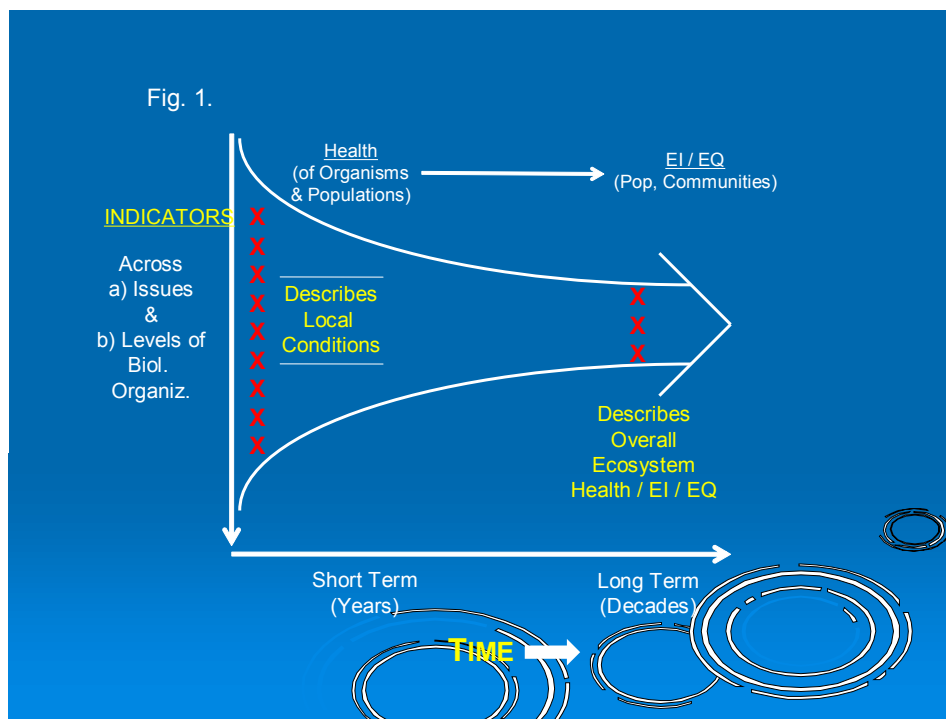 Fig. 1.
Health
(of Organisms
& Populations)
EI / EQ
(Pop, Communities)
INDICATORS
Across
a) Issues
&
b) Levels of
Biol.
Organiz.
X
X
X
X
X
X
X
X
X
Describes
Local
Conditions
X
X
X
Describes
Overall
Ecosystem
Health / EI / EQ
Short Term
(Years)
Long Term
(Decades)
TIME